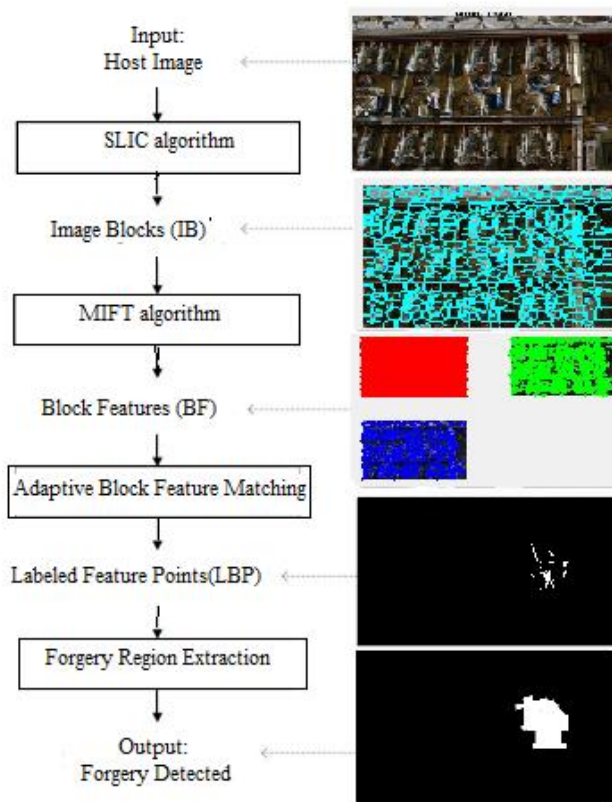 Input:
Host Image
SLIC algorithm
Image Blocks (IB)
MIFT algorithm
Block Features (BF)
Adaptive Block Feature Matching
Labeled Feature Points(LBP)
Forgery Region Extraction
Output:
Forgery Detected